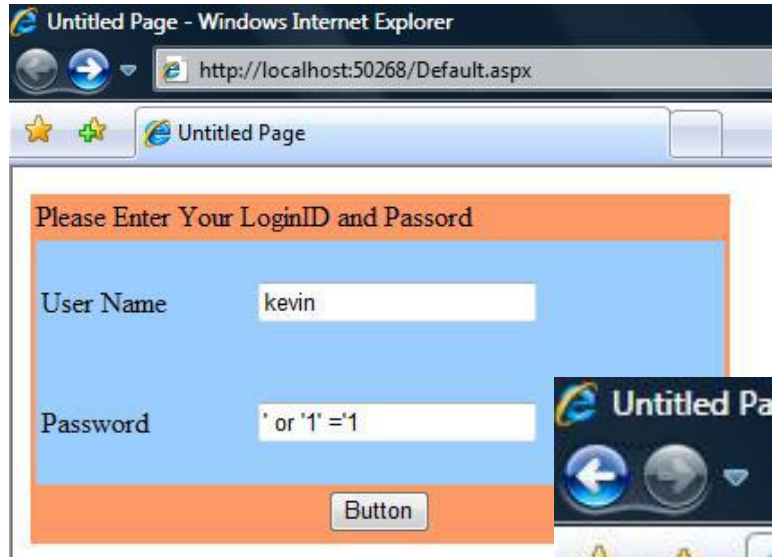 Untitled Page - Windows Internet Explorer
http://localhost:50268/Default.aspx
Untitled Page
Please Enter Your LoginID and Passord
User Name
kevin
Password
' or '1' ='1
Button
Untitled Pa